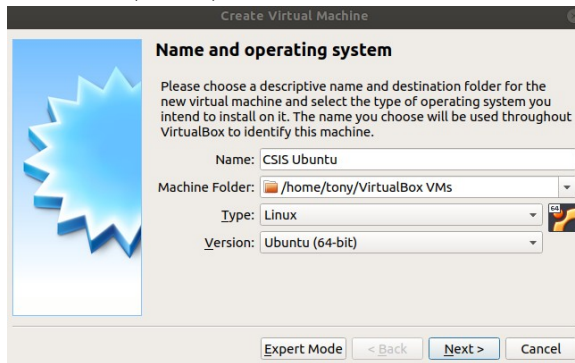 Create Virtual Machine
Name and operating system
Please choose a descriptive name and destination folder for the
new virtual machine and select the type of operating system you
intend to install on it. The name you choose will be used throughout
VirtualBox to identify this machine.
Name: CSIS Ubuntu
Machine Folder: /home/tony/VirtualBox VMs
Type: Linux
64
Version: Ubuntu (64-bit)
Expert Mode < Back Next > Cancel